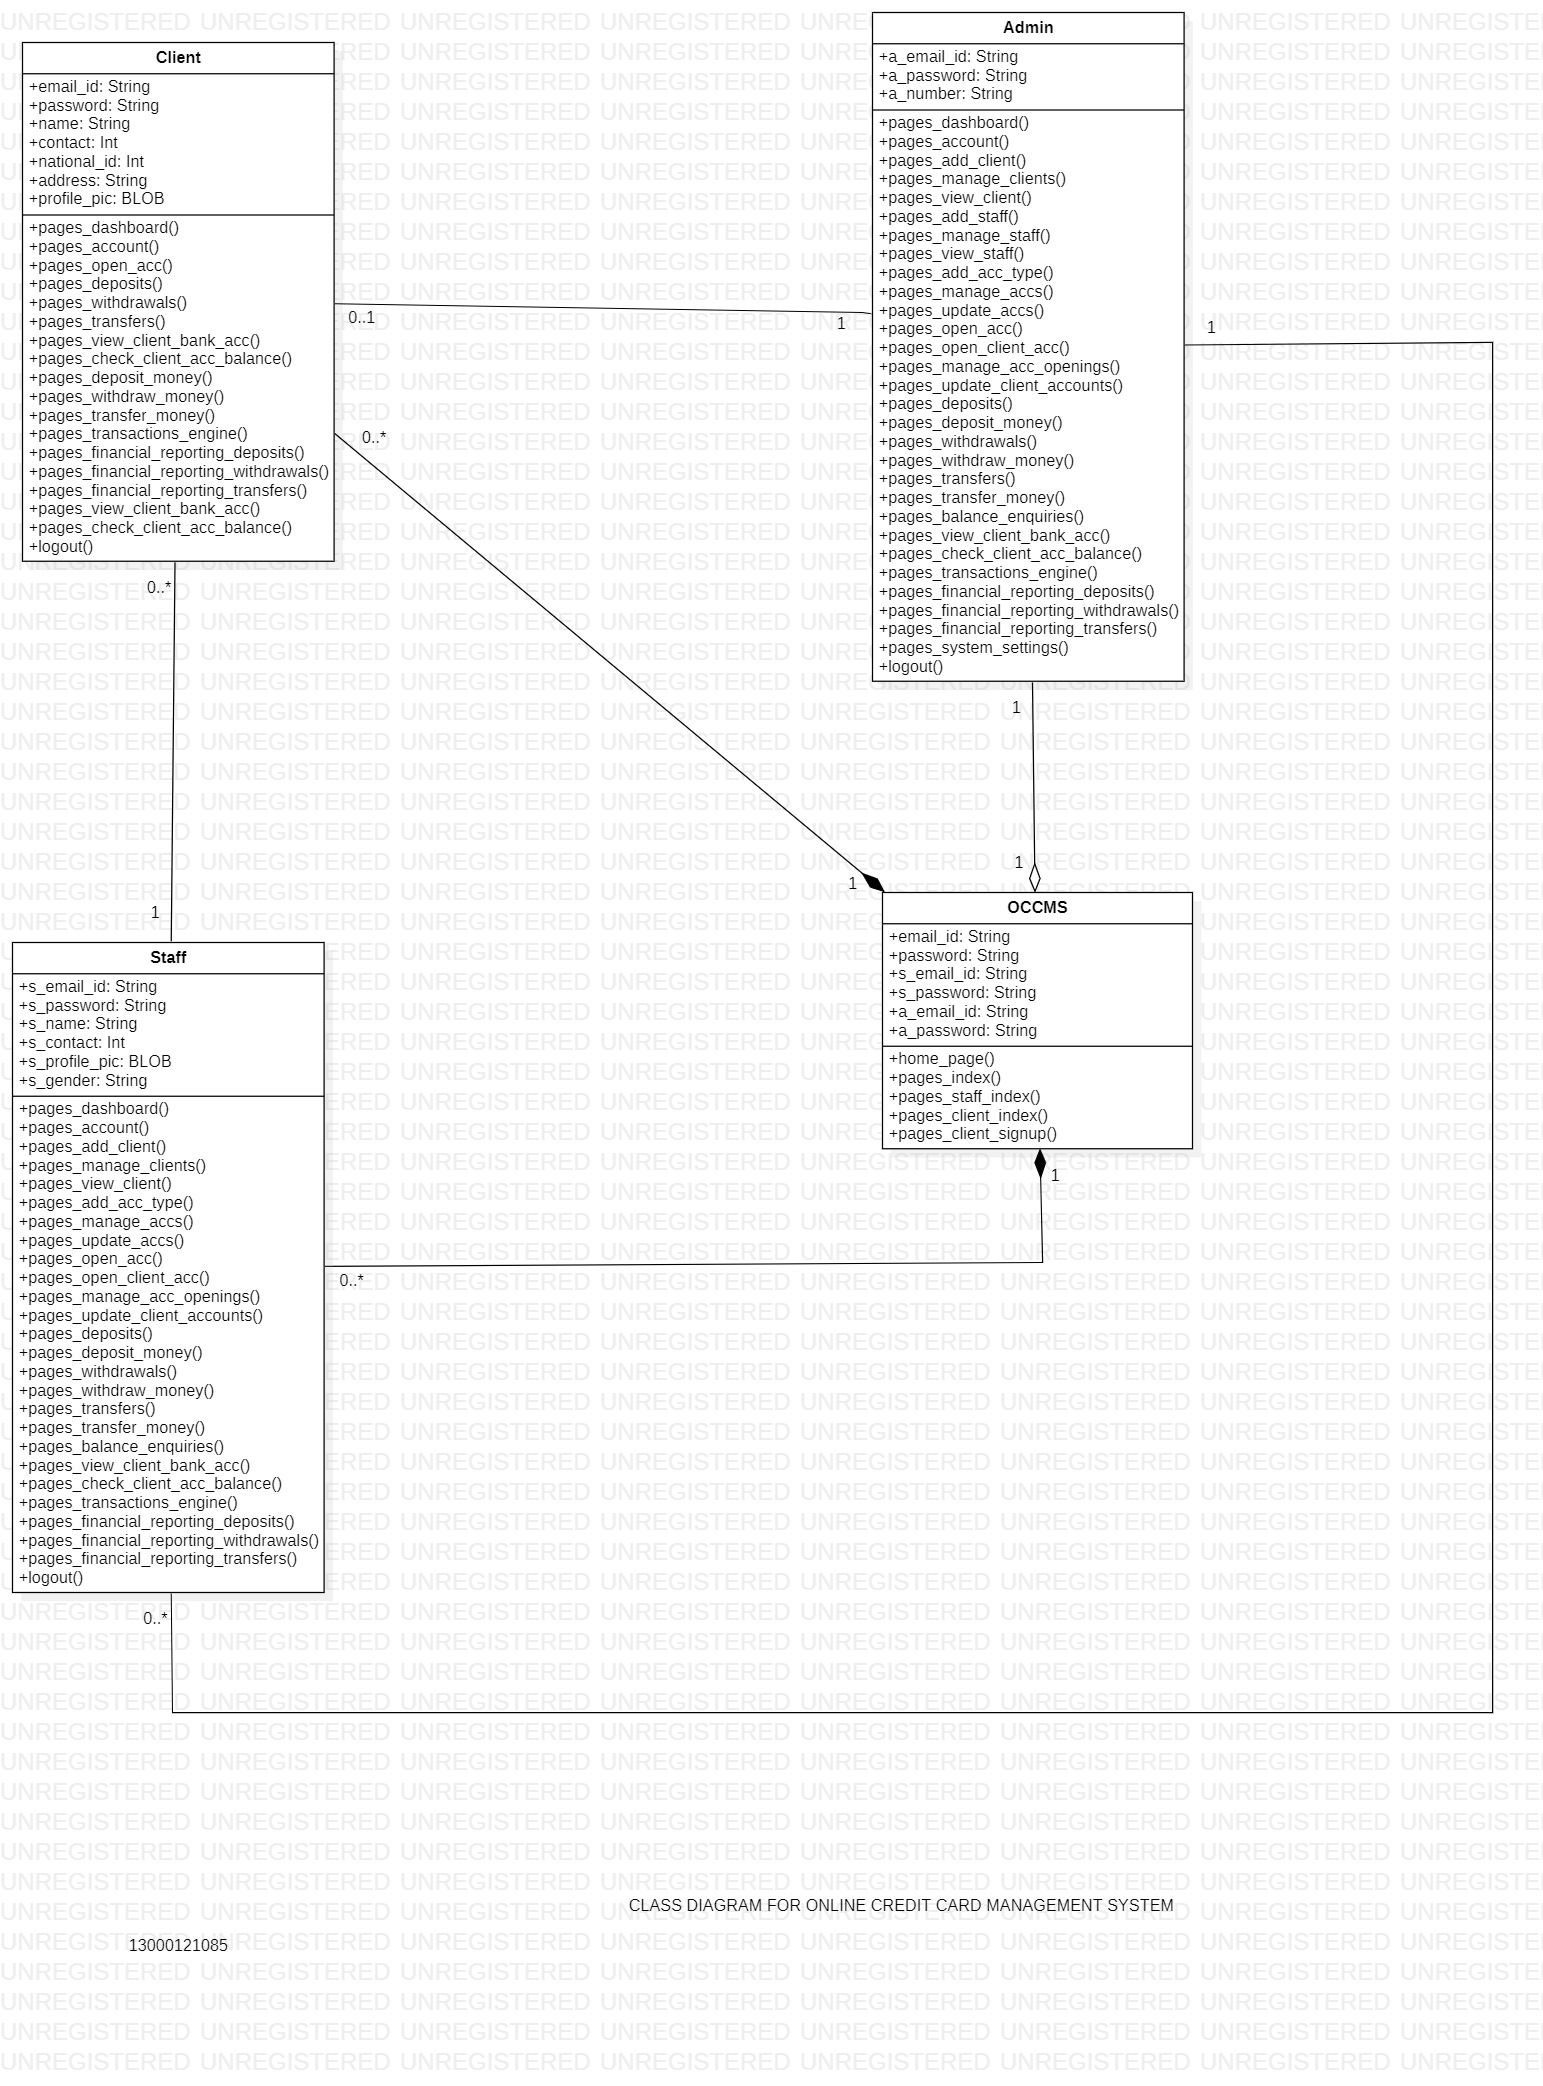 Client
+email_id: String
+password: String
+name: String
+contact: Int
+national_id: Int
+address: String
+profile_pic: BLOB
+pages_dashboard()
+pages_account()
+pages_open_acc()
+pages_deposits()
+pages_withdrawals()
+pages_transfers()
+pages_view_client_bank_acc()
+pages_check_client_acc_balance()
+pages_deposit_money()
+pages_withdraw_money()
+pages_transfer_money()
+pages_transactions_engine()
+pages_financial_reporting_deposits()
+pages_financial_reporting_withdrawals()
+pages_financial_reporting_transfers()
+pages_view_client_bank_acc()
+pages_check_client_acc_balance()
+logout()
Admin
+a_email_id: String
+a_password: String
+a_number: String
+pages_dashboard()
+pages_account()
+pages_add_client()
+pages_manage_clients()
+pages_view_client()
+pages_add_staff()
+pages_manage_staff()
+pages_view_staff()
+pages_add_acc_type()
+pages_manage_accs()
+pages_update_accs()
+pages_open_acc()
+pages_open_client_acc()
+pages_manage_acc_openings()
+pages_update_client_accounts()
+pages_deposits()
+pages_deposit_money()
+pages_withdrawals()
+pages_withdraw_money()
+pages_transfers()
+pages_transfer_money()
+pages_balance_enquiries()
+pages_view_client_bank_acc()
+pages_check_client_acc_balance()
+pages_transactions_engine()
+pages_financial_reporting_deposits()
+pages_financial_reporting_withdrawals()
+pages_financial_reporting_transfers()
+pages_system_settings()
+logout()
0..1
1
1
0..*
0..*
1
1
1
1
OCCMS
+email_id: String
+password: String
+s_email_id: String
+s_password: String
+a_email_id: String
+a_password: String
+home_page()
+pages_index()
+pages_staff_index()
+pages_client_index()
+pages_client_signup()
1
Staff
+s_email_id: String
+s_password: String
+s_name: String
+s_contact: Int
+s_profile_pic: BLOB
+s_gender: String
+pages_dashboard()
+pages_account()
+pages_add_client()
+pages_manage_clients()
+pages_view_client()
+pages_add_acc_type()
+pages_manage_accs()
+pages_update_accs()
+pages_open_acc()
+pages_open_client_acc()
+pages_manage_acc_openings()
+pages_update_client_accounts()
+pages_deposits()
+pages_deposit_money()
+pages_withdrawals()
+pages_withdraw_money()
+pages_transfers()
+pages_transfer_money()
+pages_balance_enquiries()
+pages_view_client_bank_acc()
+pages_check_client_acc_balance()
+pages_transactions_engine()
+pages_financial_reporting_deposits()
+pages_financial_reporting_withdrawals()
+pages_financial_reporting_transfers()
+logout()
0..*
0..*
CLASS DIAGRAM FOR ONLINE CREDIT CARD MANAGEMENT SYSTEM
13000121085
UNREGISTERED